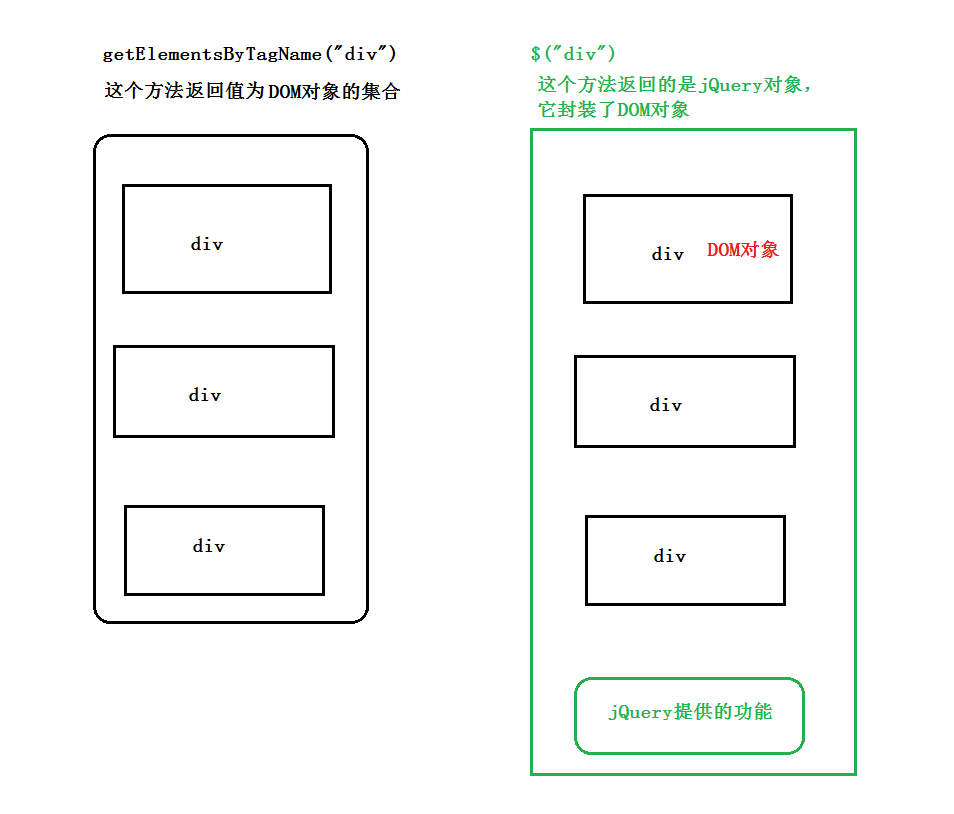 getElementsByTagName("div")
这个方法返回值为DOM对象的集合
div
div
div
$("div")
这个方法返回的是jQuery对象，
它封装了DOM对象
div DOM对象
div
div
jQuery提供的功能